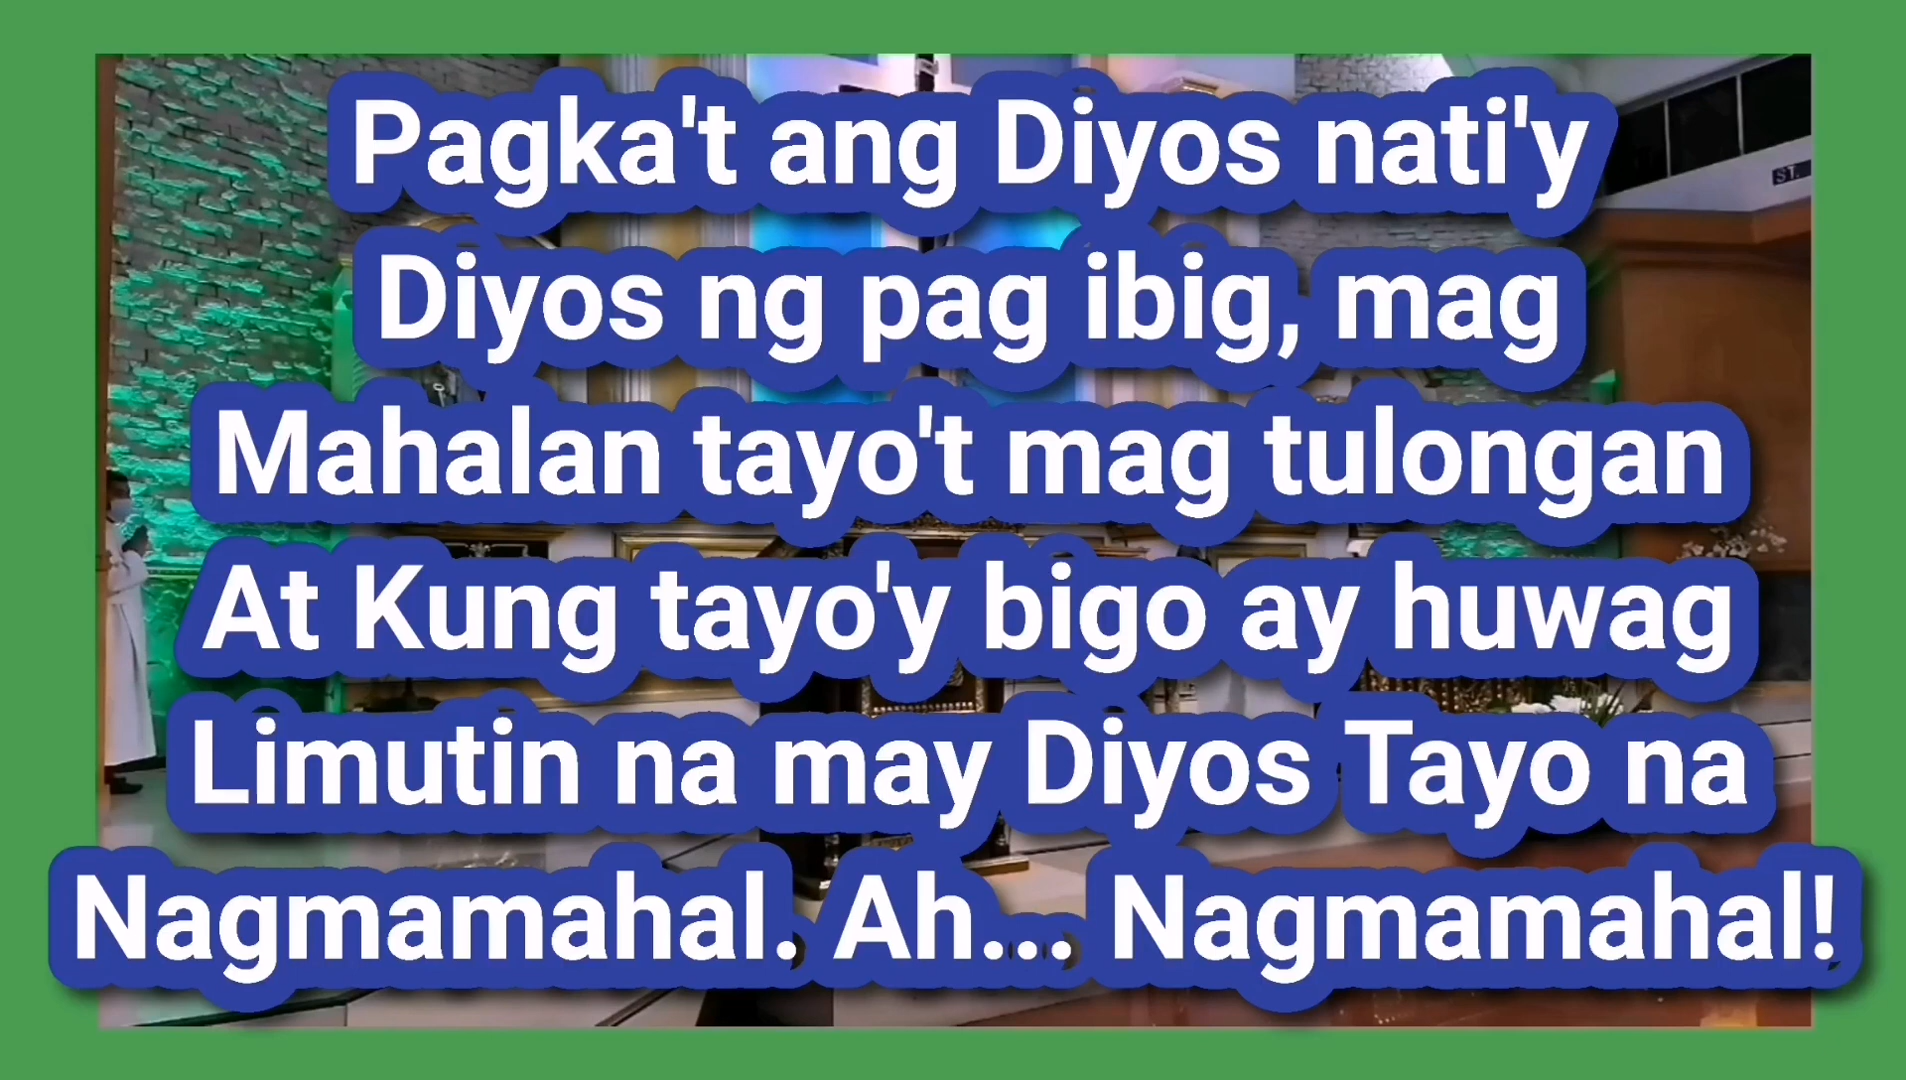 Pagka't ang Diyos nati'y
Diyos ng pag ibig, mag
Mahalan tayo't mag tulongan
At Kung tayo'y bigo ay huwag
Limutin na may Diyos Tayo na
Nagmamahal. Ah... Nagmamahal!
ST.